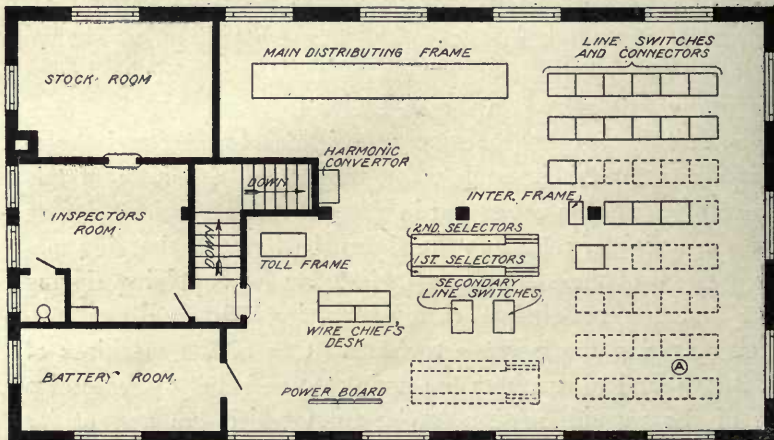 MAIN DISTRIBUTING FRAME
LINE SWITCHES
AND CONNECTORS
STOCK ROOM
HARMONIC
CONVERTOR
DOWN
INSPECTORS
ROOM
DOWN
INTER. FRAME
2ND. SELECTORS
1ST. SELECTORS
TOLL FRAME
SECONDARY
LINE SWITCHES
WIRE CHIEF'S
DESK
BATTERY ROOM
POWER BOARD
A